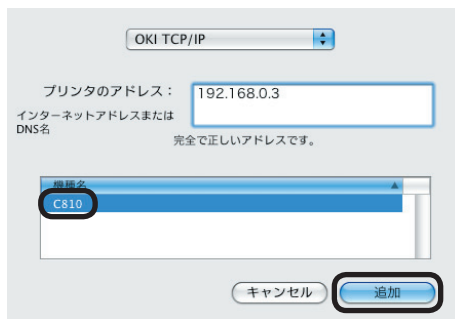 OKI TCP/IP
プリンタのアドレス：
192.168.0.3
インターネットアドレスまたは
DNS名
完全で正しいアドレスです。
機種名
C810
キャンセル
追加